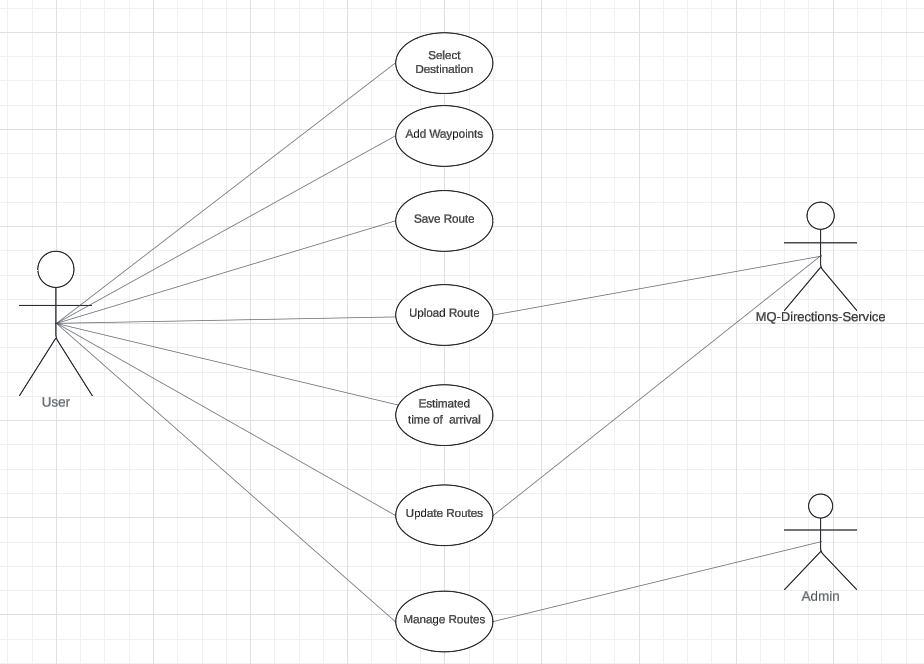 Select
Destination
Add Waypoints
Save Route
Upload Route
MQ-Directions-Service
User
Estimated
time of arrival
Update Routes
Admin
Manage Routes